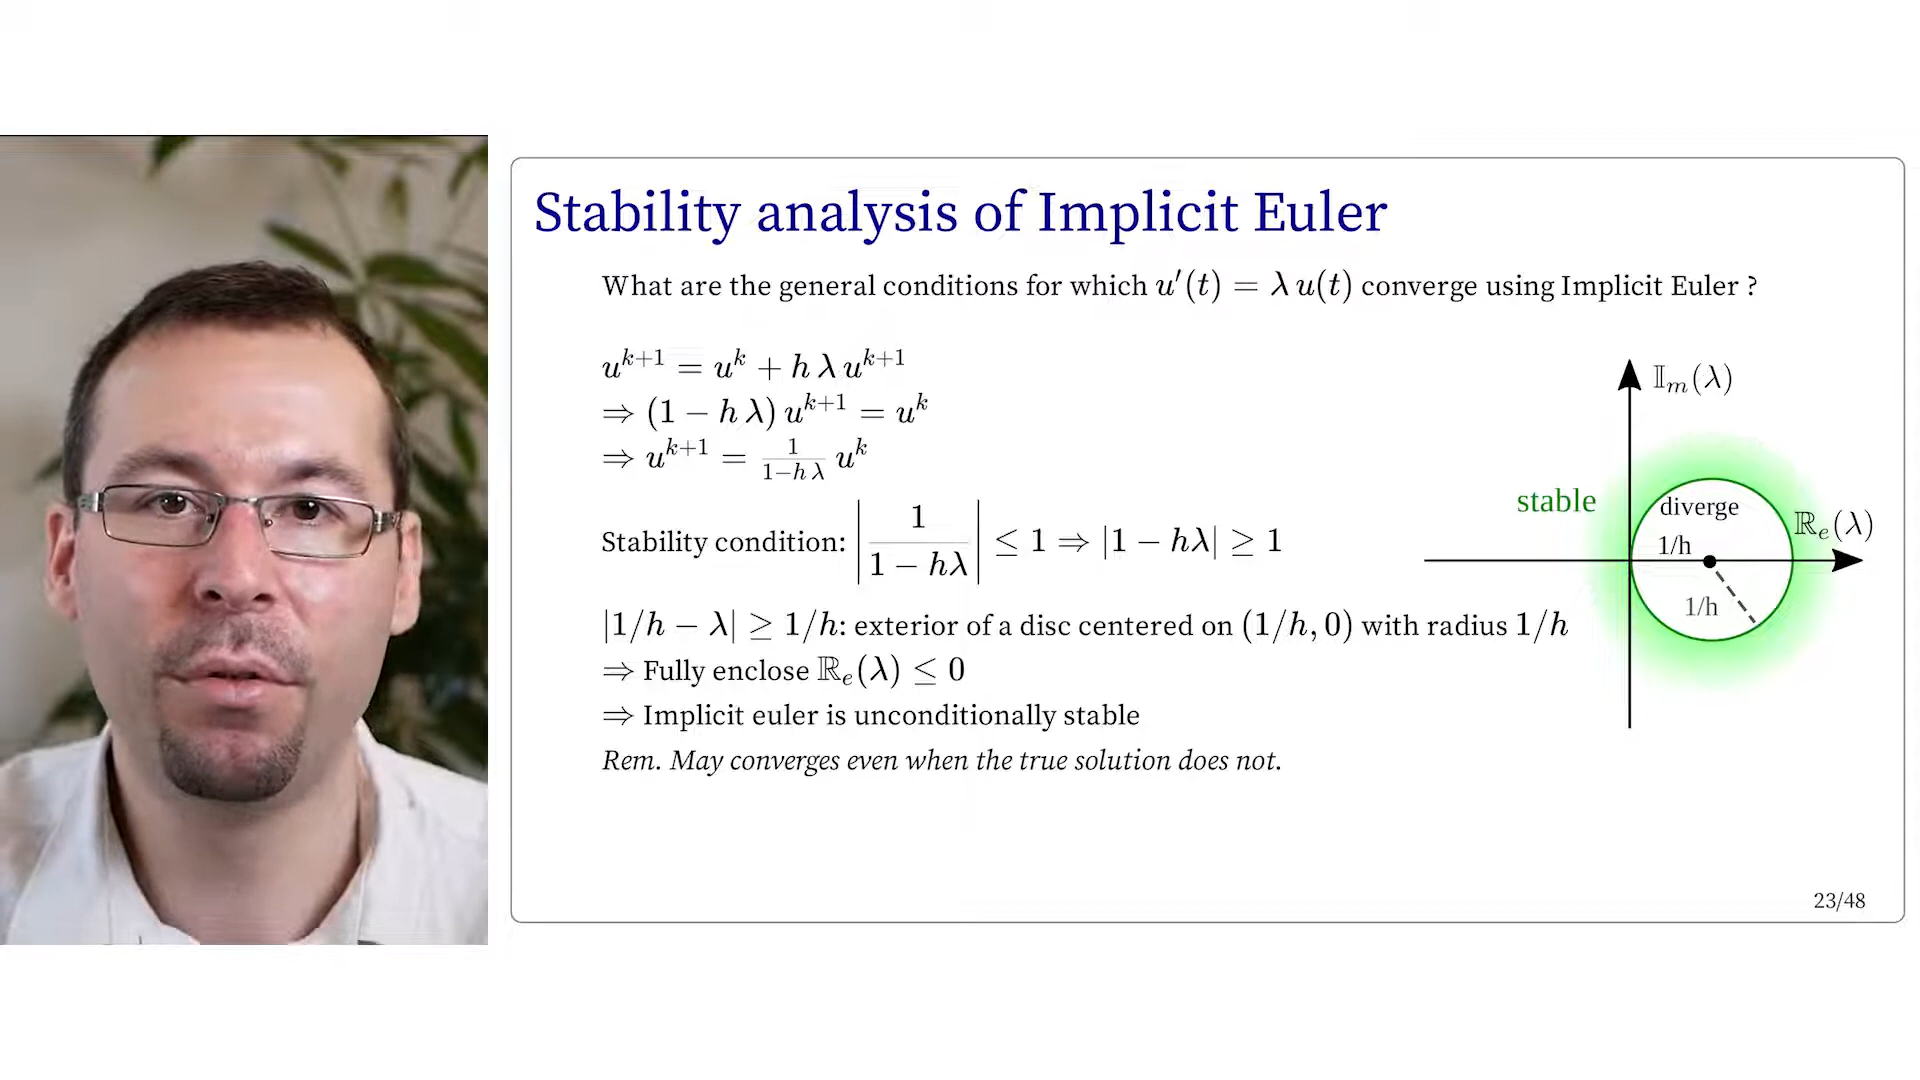 Stability analysis of Implicit Euler
What are the general conditions for which u′(t) = λ u(t) converge using Implicit Euler ?
u^{k+1} = u^k + h λ u^{k+1}
⇒ (1 − h λ) u^{k+1} = u^k
⇒ u^{k+1} = \frac{1}{1−h λ} u^k
Stability condition: |\frac{1}{1 − hλ}| ≤ 1 ⇒ |1 − hλ| ≥ 1
|1/h − λ| ≥ 1/h: exterior of a disc centered on (1/h, 0) with radius 1/h
⇒ Fully enclose ℝ_e(λ) ≤ 0
⇒ Implicit euler is unconditionally stable
Rem. May converges even when the true solution does not.
𝕀_m(λ)
stable
diverge
ℝ_e(λ)
1/h
1/h
23/48